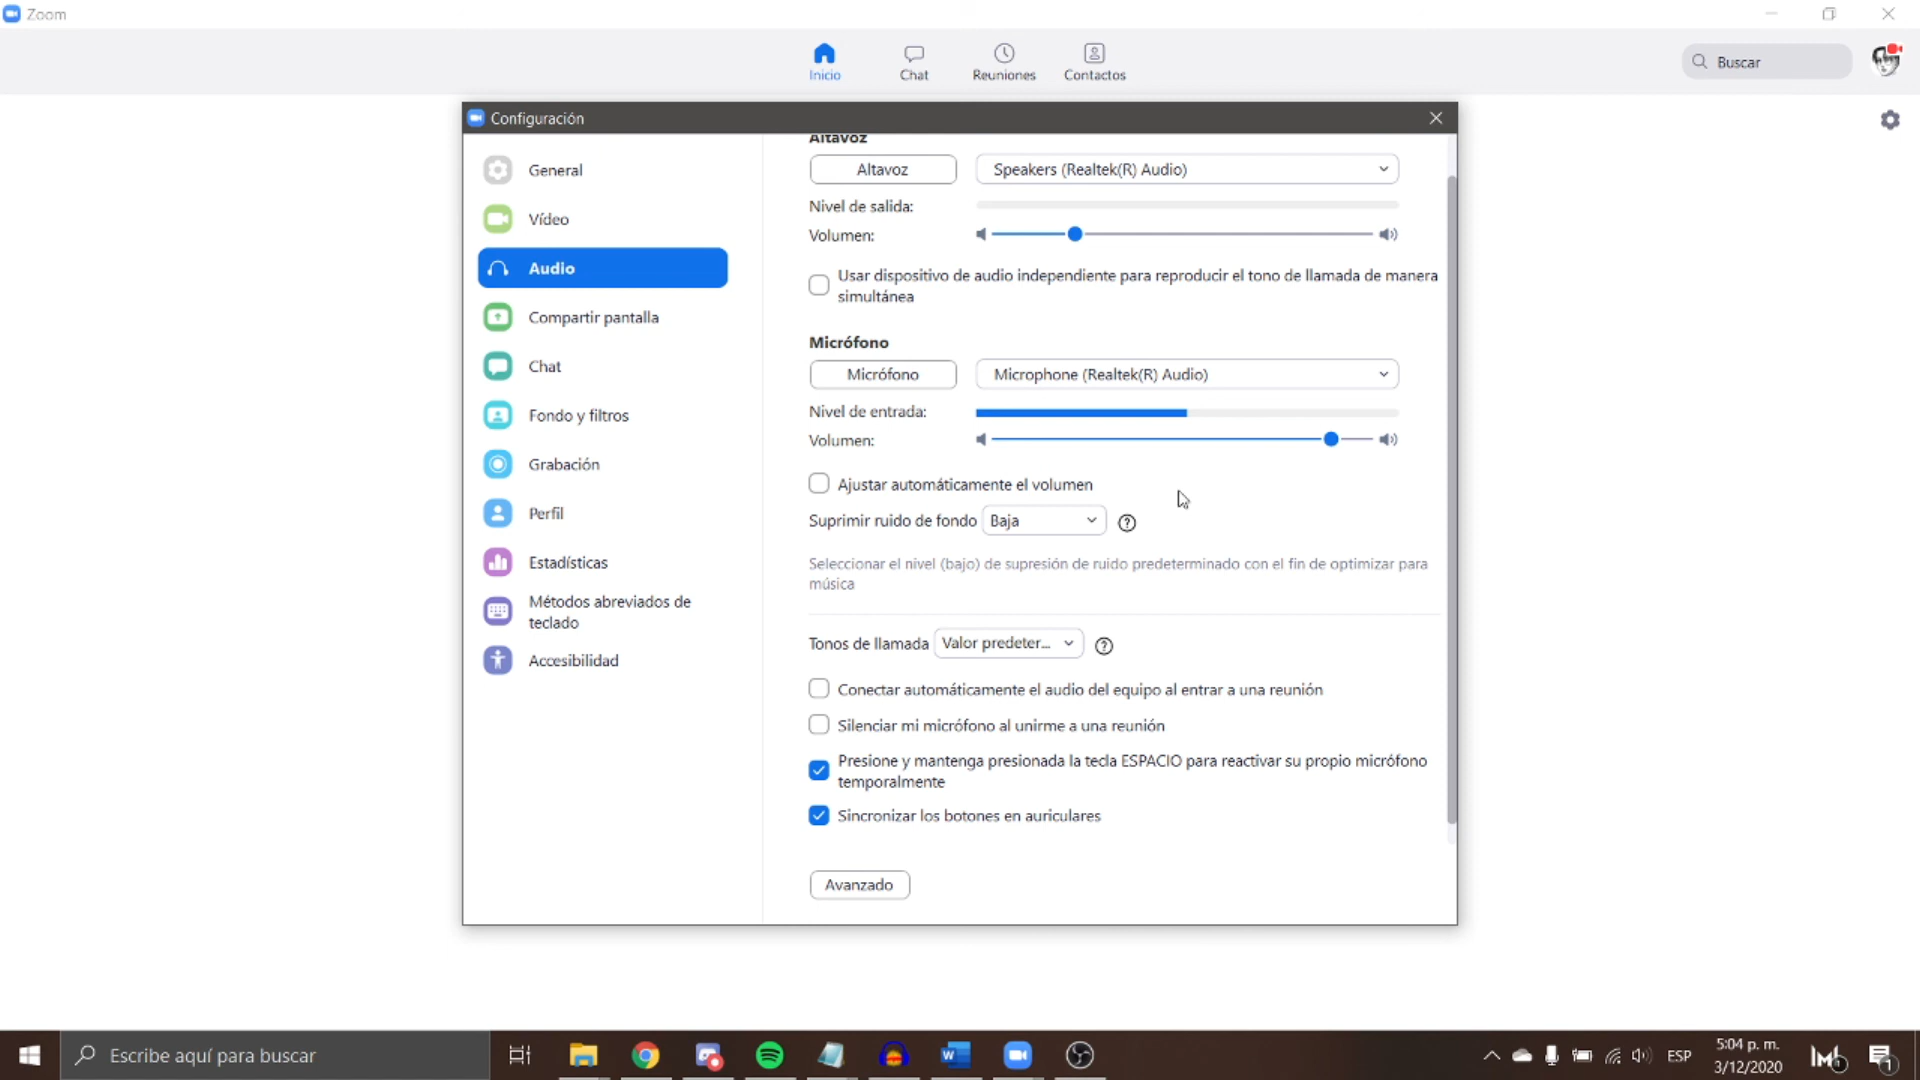 Zoom
Inicio
Chat
Reuniones
Contactos
Buscar
Configuración
General
Vídeo
Audio
Compartir pantalla
Chat
Fondo y filtros
Grabación
Perfil
Estadísticas
Métodos abreviados de
teclado
Accesibilidad
Altavoz
Altavoz
Speakers (Realtek(R) Audio)
Nivel de salida:
Volumen:
Usar dispositivo de audio independiente para reproducir el tono de llamada de manera
simultánea
Micrófono
Micrófono
Microphone (Realtek(R) Audio)
Nivel de entrada:
Volumen:
Ajustar automáticamente el volumen
Suprimir ruido de fondo
Baja
Seleccionar el nivel (bajo) de supresión de ruido predeterminado con el fin de optimizar para
música
Tonos de llamada
Valor predeter...
Conectar automáticamente el audio del equipo al entrar a una reunión
Silenciar mi micrófono al unirme a una reunión
Presione y mantenga presionada la tecla ESPACIO para reactivar su propio micrófono
temporalmente
Sincronizar los botones en auriculares
Avanzado
Escribe aquí para buscar
ESP
5:04 p. m.
3/12/2020
1